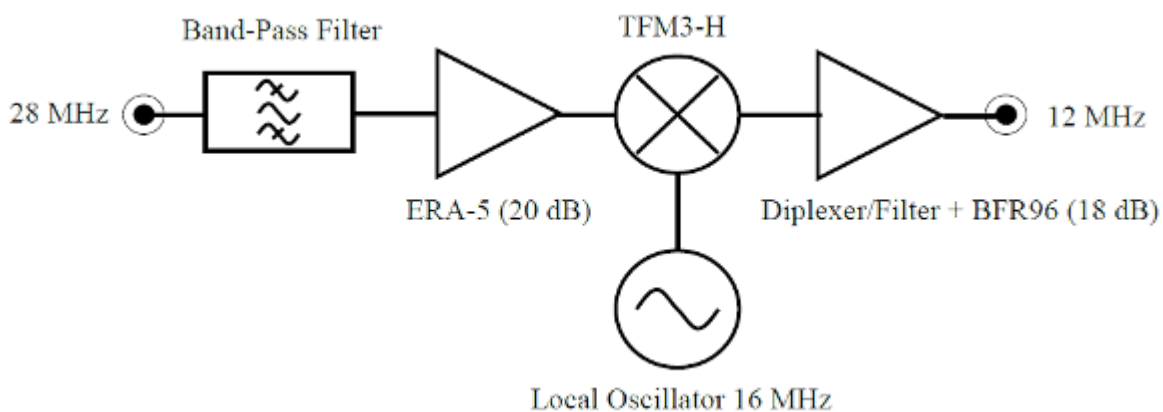 Band-Pass Filter
TFM3-H
28 MHz
12 MHz
ERA-5 (20 dB)
Diplexer/Filter + BFR96 (18 dB)
Local Oscillator 16 MHz